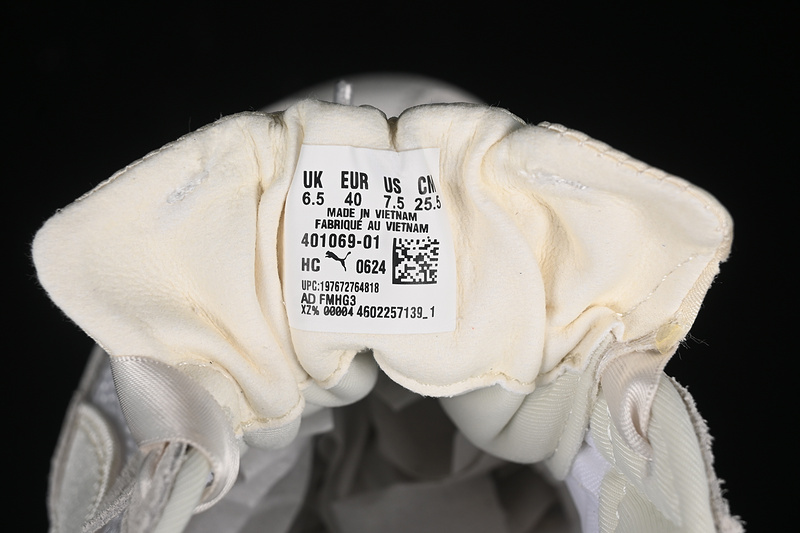 UK EUR US CM
6.5 40 7.5 25.5
MADE IN VIETNAM
FABRIQUÉ AU VIETNAM
401069-01
HC 0624
UPC:197672764818
AD FMHG3
XZ% 00004 4602257139_1